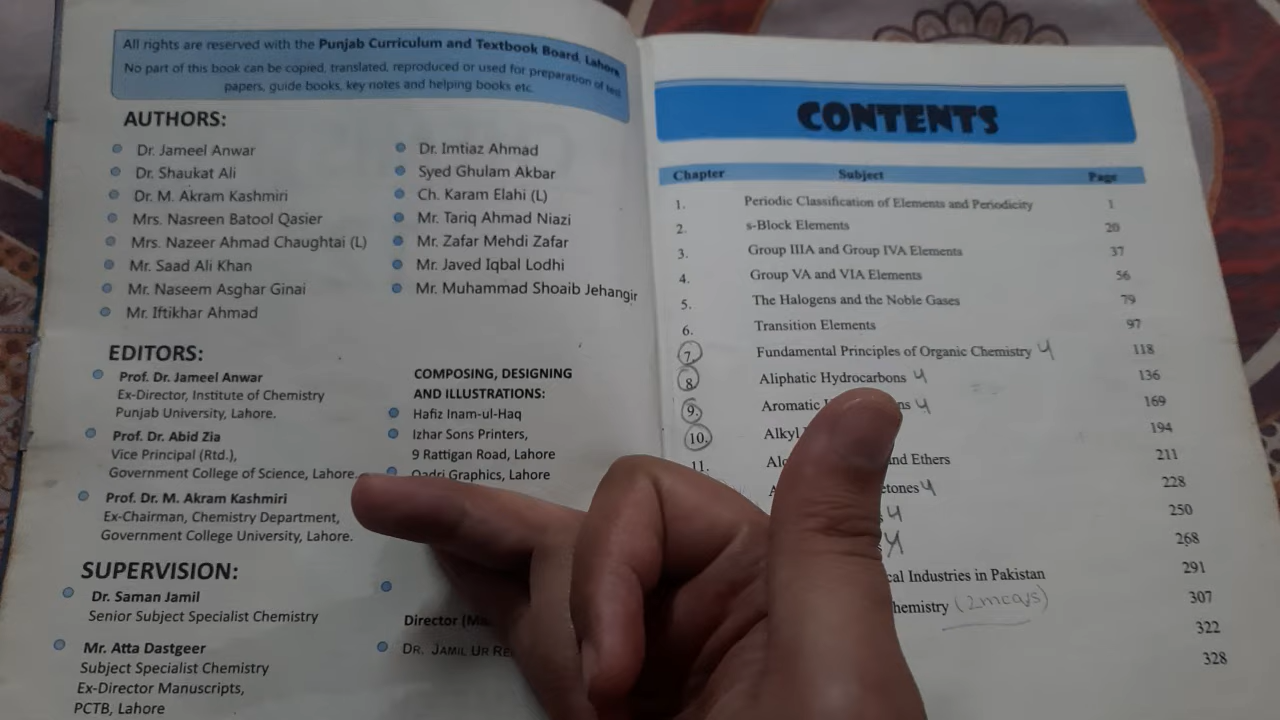 All rights are reserved with the Punjab Curriculum and Textbook Board, Lahore
No part of this book can be copied, translated, reproduced or used for preparation of test
papers, guide books, key notes and helping books etc.
AUTHORS:
Dr. Jameel Anwar
Dr. Shaukat Ali
Dr. M. Akram Kashmiri
Mrs. Nasreen Batool Qasier
Mrs. Nazeer Ahmad Chaughtai (L)
Mr. Saad Ali Khan
Mr. Naseem Asghar Ginai
Mr. Iftikhar Ahmad
Dr. Imtiaz Ahmad
Syed Ghulam Akbar
Ch. Karam Elahi (L)
Mr. Tariq Ahmad Niazi
Mr. Zafar Mehdi Zafar
Mr. Javed Iqbal Lodhi
Mr. Muhammad Shoaib Jehangir
EDITORS:
Prof. Dr. Jameel Anwar
Ex-Director, Institute of Chemistry
Punjab University, Lahore.
Prof. Dr. Abid Zia
Vice Principal (Rtd.),
Government College of Science, Lahore.
Prof. Dr. M. Akram Kashmiri
Ex-Chairman, Chemistry Department,
Government College University, Lahore.
COMPOSING, DESIGNING
AND ILLUSTRATIONS:
Hafiz Inam-ul-Haq
Izhar Sons Printers,
9 Rattigan Road, Lahore
Qadri Graphics, Lahore
SUPERVISION:
Dr. Saman Jamil
Senior Subject Specialist Chemistry
Mr. Atta Dastgeer
Subject Specialist Chemistry
Ex-Director Manuscripts,
PCTB, Lahore
Director
DR. JAMIL UR
CONTENTS
Chapter Subject Page
1. Periodic Classification of Elements and Periodicity 1
2. s-Block Elements 20
3. Group IIIA and Group IVA Elements 37
4. Group VA and VIA Elements 56
5. The Halogens and the Noble Gases 79
6. Transition Elements 97
7. Fundamental Principles of Organic Chemistry 118
8. Aliphatic Hydrocarbons 136
9. Aromatic 169
10. Alkyl 194
11. and Ethers 211
228
250
268
Industries in Pakistan 291
(2 mcqs) 307
322
328